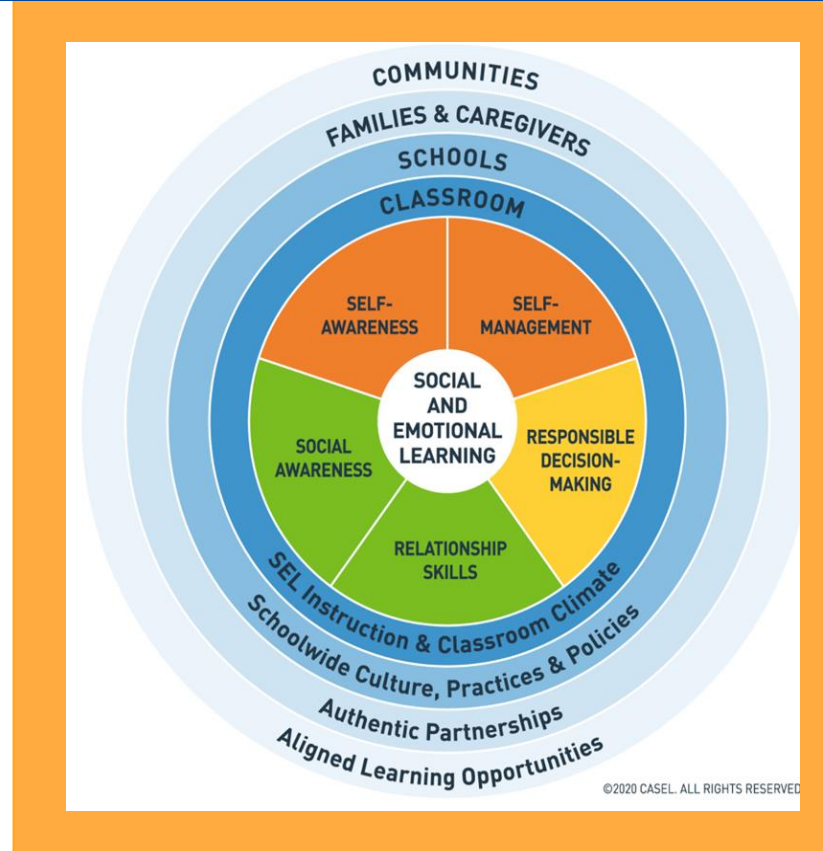 COMMUNITIES
FAMILIES & CAREGIVERS
SCHOOLS
CLASSROOM
SELF-
AWARENESS
SELF-
MANAGEMENT
SOCIAL
AND
EMOTIONAL
LEARNING
SOCIAL
AWARENESS
RESPONSIBLE
DECISION-
MAKING
RELATIONSHIP
SKILLS
SEL Instruction & Classroom Climate
Schoolwide Culture, Practices & Policies
Authentic Partnerships
Aligned Learning Opportunities
©2020 CASEL. ALL RIGHTS RESERVED